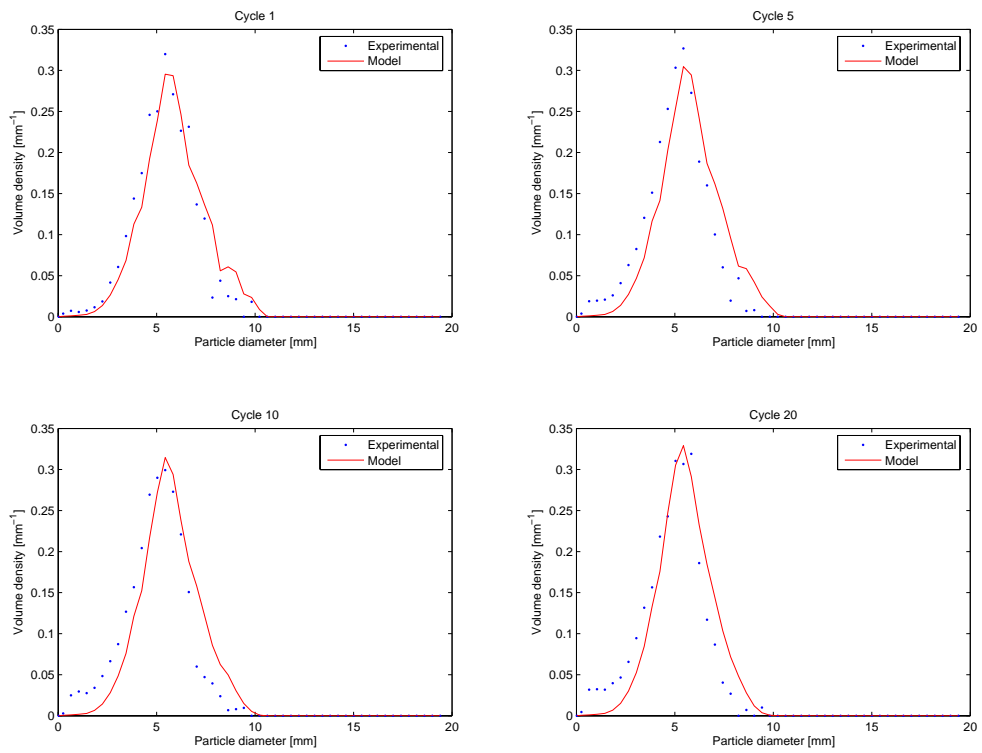 Cycle 1
0.35
0.3
0.25
0.2
0.15
0.1
0.05
0
Volume density [mm⁻¹]
Experimental
Model
0 5 10 15 20
Particle diameter [mm]
Cycle 5
0.35
0.3
0.25
0.2
0.15
0.1
0.05
0
Volume density [mm⁻¹]
Experimental
Model
0 5 10 15 20
Particle diameter [mm]
Cycle 10
0.35
0.3
0.25
0.2
0.15
0.1
0.05
0
Volume density [mm⁻¹]
Experimental
Model
0 5 10 15 20
Particle diameter [mm]
Cycle 20
0.35
0.3
0.25
0.2
0.15
0.1
0.05
0
Volume density [mm⁻¹]
Experimental
Model
0 5 10 15 20
Particle diameter [mm]